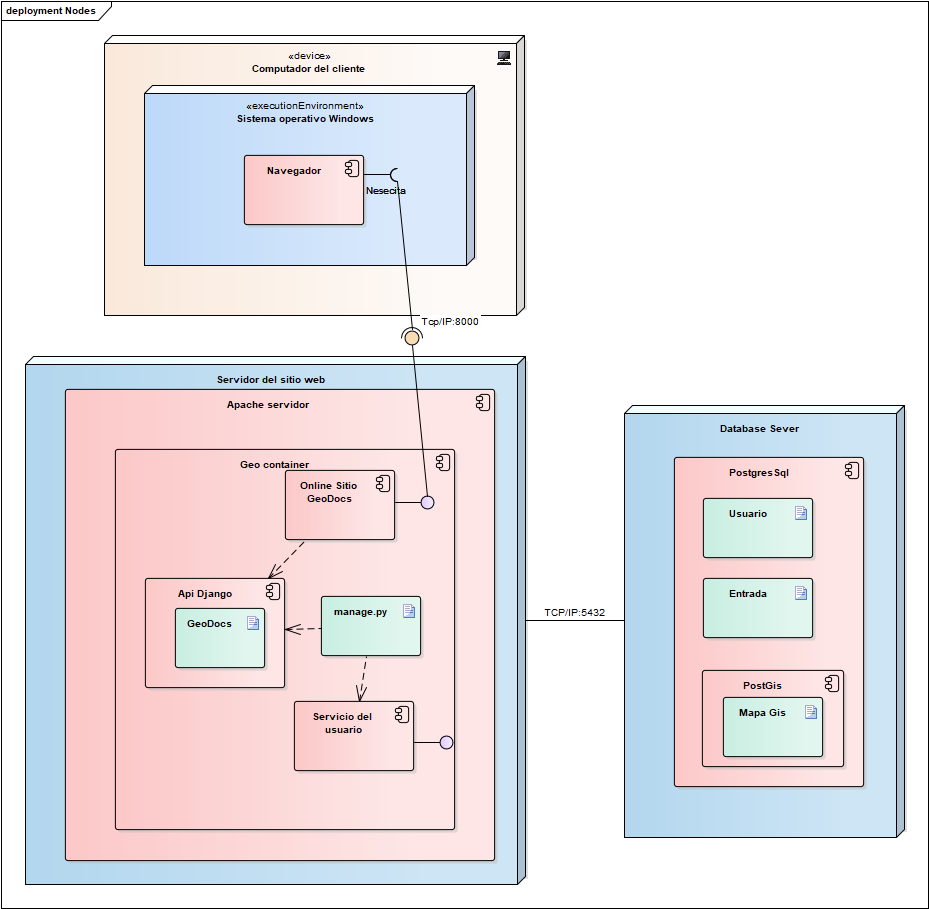 deployment Nodes
«device»
Computador del cliente
«executionEnvironment»
Sistema operativo Windows
Navegador
Nesecita
Tcp/IP:8000
Servidor del sitio web
Apache servidor
Geo container
Online Sitio
GeoDocs
Api Django
GeoDocs
manage.py
Servicio del
usuario
TCP/IP:5432
Database Sever
PostgresSql
Usuario
Entrada
PostGis
Mapa Gis